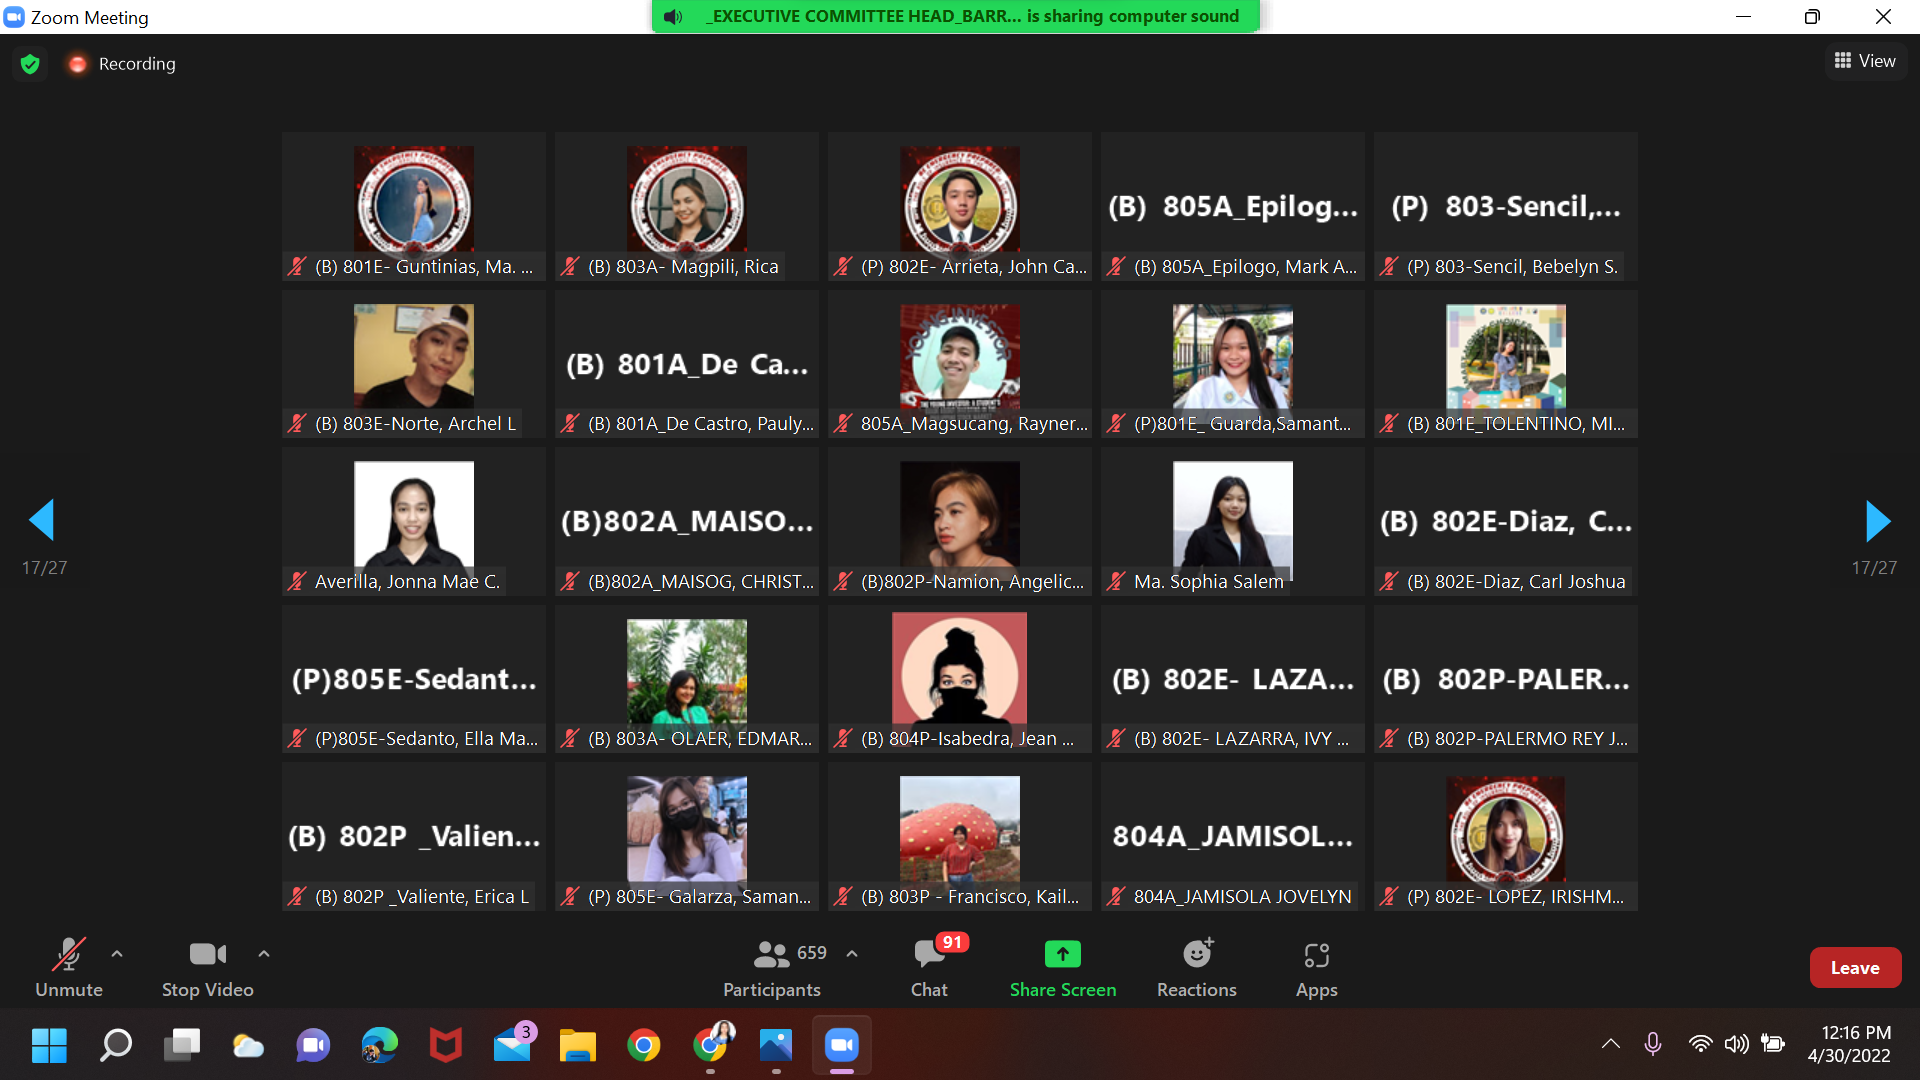 Zoom Meeting
_EXECUTIVE COMMITTEE HEAD_BARR... is sharing computer sound
Recording
View
(B) 805A_Epilog...
(P) 803-Sencil,...
(B) 801E- Guntinias, Ma. ...
(B) 803A- Magpili, Rica
(P) 802E- Arrieta, John Ca...
(B) 805A_Epilogo, Mark A...
(P) 803-Sencil, Bebelyn S.
(B) 801A_De Ca...
YOUNG INVESTOR
(B) 803E-Norte, Archel L
(B) 801A_De Castro, Pauly...
805A_Magsucang, Rayner...
(P)801E_ Guarda,Samant...
(B) 801E_TOLENTINO, MI...
(B)802A_MAISO...
(B) 802E-Diaz, C...
17/27
17/27
Averilla, Jonna Mae C.
(B)802A_MAISOG, CHRIST...
(B)802P-Namion, Angelic...
Ma. Sophia Salem
(B) 802E-Diaz, Carl Joshua
(P)805E-Sedant...
(B) 802E- LAZA...
(B) 802P-PALER...
(P)805E-Sedanto, Ella Ma...
(B) 803A- OLAER, EDMAR...
(B) 804P-Isabedra, Jean ...
(B) 802E- LAZARRA, IVY ...
(B) 802P-PALERMO REY J...
(B) 802P _Valien...
804A_JAMISOL...
(B) 802P _Valiente, Erica L
(P) 805E- Galarza, Saman...
(B) 803P - Francisco, Kail...
804A_JAMISOLA JOVELYN
(P) 802E- LOPEZ, IRISHM...
659
91
Unmute
Stop Video
Participants
Chat
Share Screen
Reactions
Apps
Leave
3
12:16 PM
4/30/2022